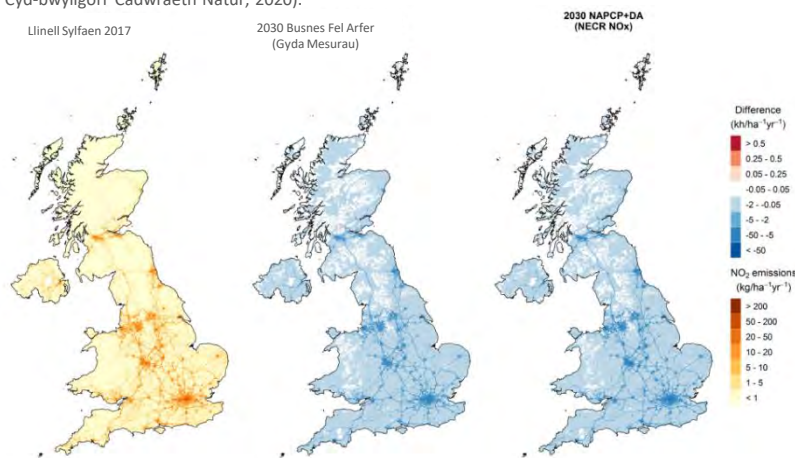 Cyd-bwyllgorr Cadwraeth Natur, 2020).
Llinell Sylfaen 2017
2030 Busnes Fel Arfer
(Gyda Mesurau)
2030 NAPCP+DA
(NECR NOx)
Difference
(kh/ha⁻¹yr⁻¹)
> 0.5
0.25 - 0.5
0.05 - 0.25
-0.05 - 0.05
-2 - -0.05
-5 - -2
-50 - -5
< -50
NO₂ emissions
(kg/ha⁻¹yr⁻¹)
> 200
50 - 200
20 - 50
10 - 20
5 - 10
1 - 5
< 1